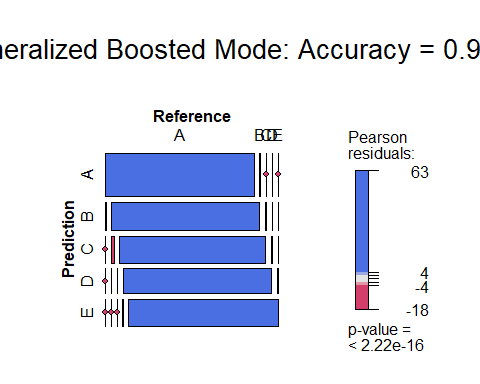 neralized Boosted Mode: Accuracy = 0.9
Reference
A
B C D E
Pearson
residuals:
63
4
-4
-18
p-value =
< 2.22e-16
Prediction
A
B
C
D
E